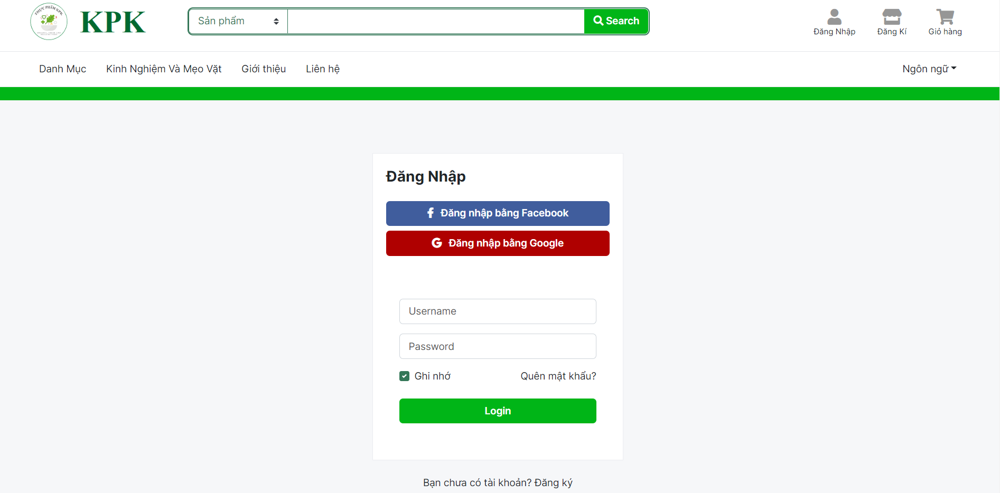 THỰC PHẨM KPK
KPK
Sản phẩm
Search
Đăng Nhập
Đăng Kí
Giỏ hàng
Danh Mục
Kinh Nghiệm Và Mẹo Vặt
Giới thiệu
Liên hệ
Ngôn ngữ
Đăng Nhập
Đăng nhập bằng Facebook
Đăng nhập bằng Google
Username
Password
Ghi nhớ
Quên mật khẩu?
Login
Bạn chưa có tài khoản? Đăng ký